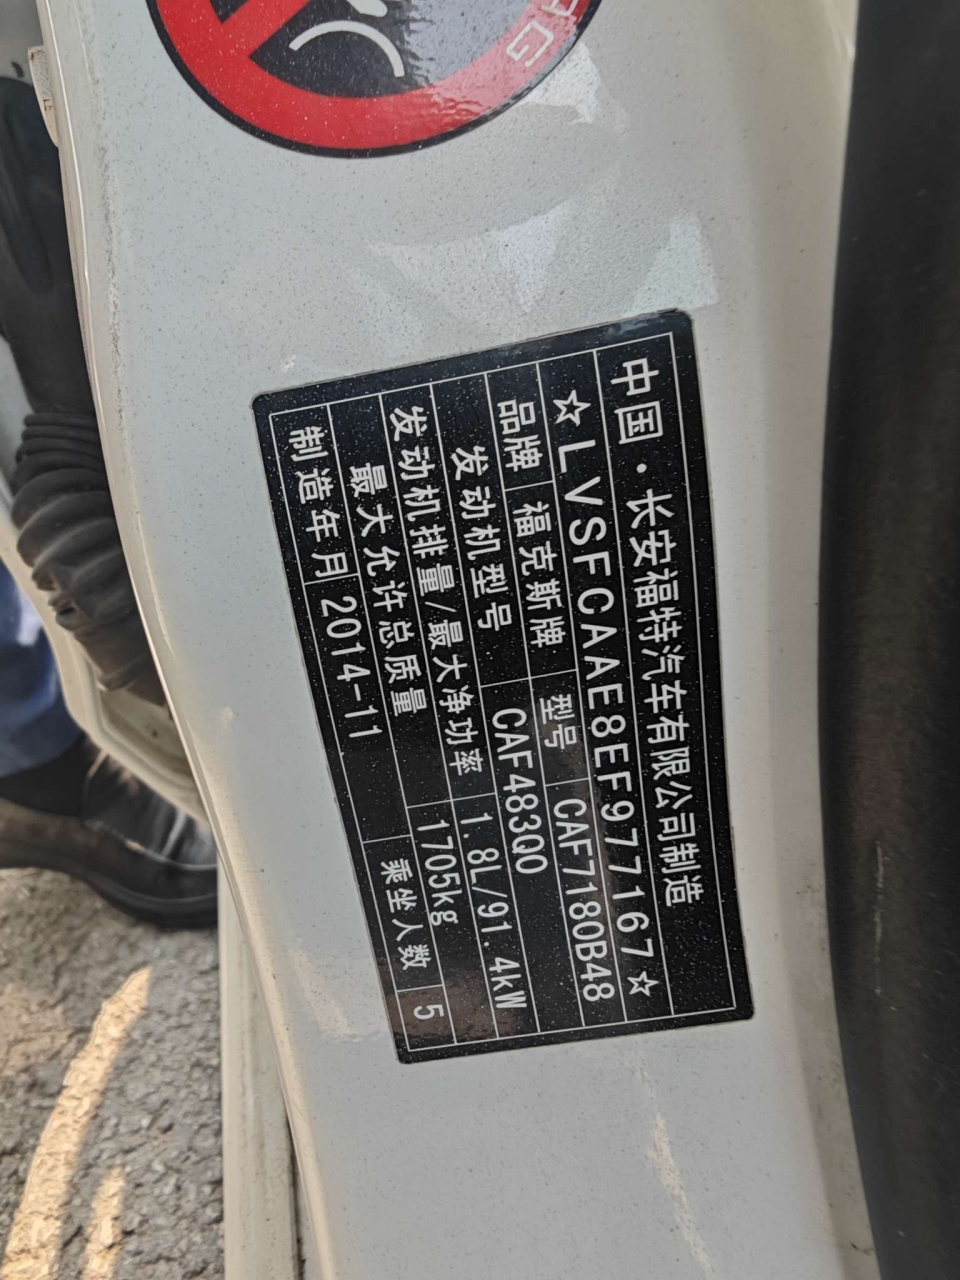 中国·长安福特汽车有限公司制造
☆LVSFCAAE8EF977167☆
品牌 福克斯牌 型号 CAF7180B48
发动机型号 CAF483Q0
发动机排量/最大净功率 1.8L/91.4kW
最大允许总质量 1705kg
制造年月 2014-11 乘坐人数 5